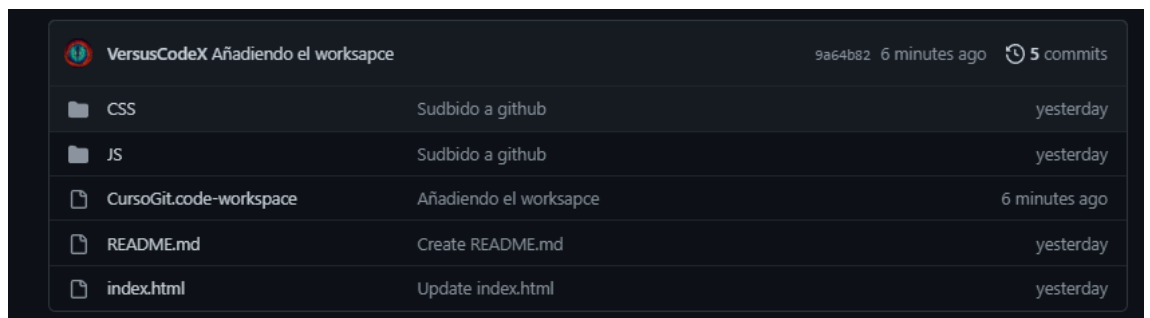 VersusCodeX Añadiendo el worksapce 9a64b82 6 minutes ago 5 commits
CSS Sudbido a github yesterday
JS Sudbido a github yesterday
CursoGit.code-workspace Añadiendo el worksapce 6 minutes ago
README.md Create README.md yesterday
index.html Update index.html yesterday